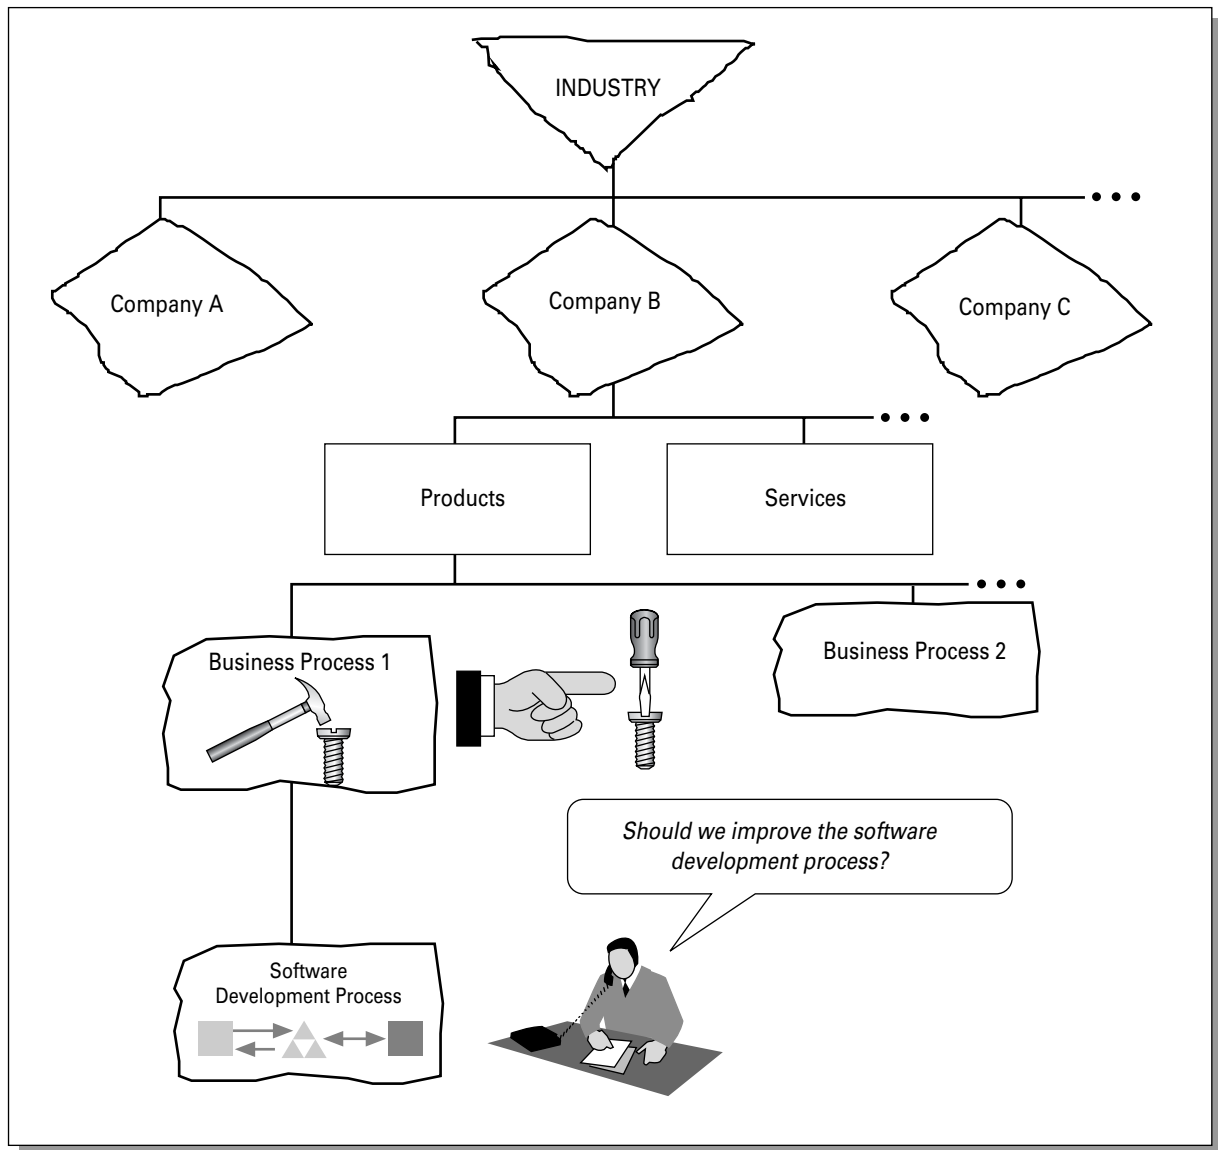 INDUSTRY
Company A
Company B
Company C
Products
Services
Business Process 1
Business Process 2
Should we improve the software
development process?
Software
Development Process